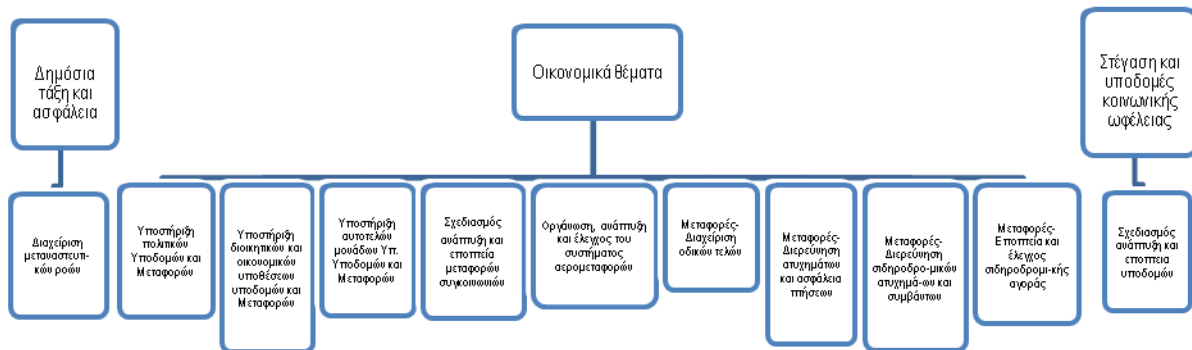 Δημόσια
τάξη και
ασφάλεια
Οικονομικά θέματα
Στέγαση και
υποδομές
κοινωνικής
ωφέλειας
Διαχείριση
μεταναστευτι-
κών ροών
Υποστήριξη
πολιτικών
Υποδομών και
Μεταφορών
Υποστήριξη
διοικητικών και
οικονομικών
υποθέσεων
υποδομών και
Μεταφορών
Υποστήριξη
αυτοτελών
μονάδων Υπ.
Υποδομών και
Μεταφορών
Σχεδιασμός
ανάπτυξη και
εποπτεία
μεταφορών
συγκοινωνιών
Οργάνωση, ανάπτυξη
και έλεγχος του
συστήματος
αερομεταφορών
Μεταφορές-
Διαχείριση
οδικών τελών
Μεταφορές-
Διερεύνηση
ατυχημάτων
και ασφάλεια
πτήσεων
Μεταφορές-
Διερεύνηση
σιδηροδρο-μικών
ατυχημά-ων και
συμβάντων
Μεταφορές-
Εποπτεία και
έλεγχος
σιδηροδρομι-κής
αγοράς
Σχεδιασμός
ανάπτυξη και
εποπτεια
υποδομών